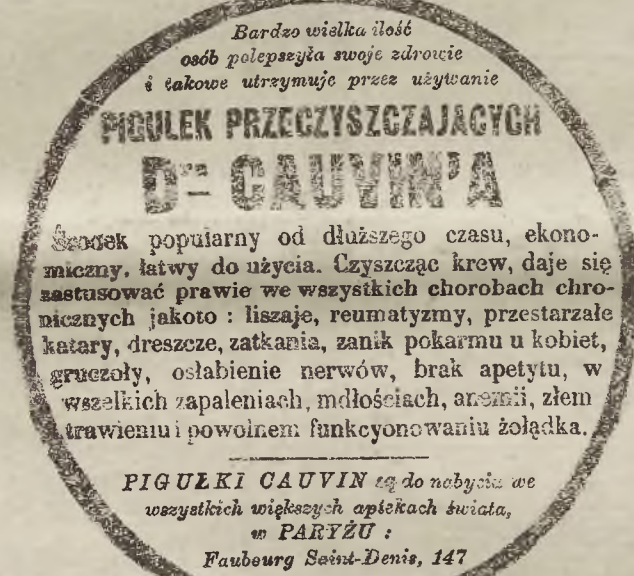 Bardzo wielka ilość
osób polepszyła swoje zdrowie
i takowe utrzymuje przez używanie
PIGUŁEK PRZECZYSZCZAJĄCYCH
Dra CAUVIN'A
Środek popularny od dłuższego czasu, ekono-
miczny, łatwy do użycia. Czyszcząc krew, daje się
zastusować prawie we wszystkich chorobach chro-
nicznych jakoto : liszaje, reumatyzmy, przestarzałe
katary, dreszcze, zatkania, zanik pokarmu u kobiet,
gruczoły, osłabienie nerwów, brak apetytu, w
wszelkich zapaleniach, mdłościach, anemii, złem
trawieniu i powolnem funkcyonowaniu żołądka.
PIGUŁKI CAUVIN są do nabycia we
wszystkich większych aptekach świata,
w PARYŻU :
Faubourg Saint-Denis, 147